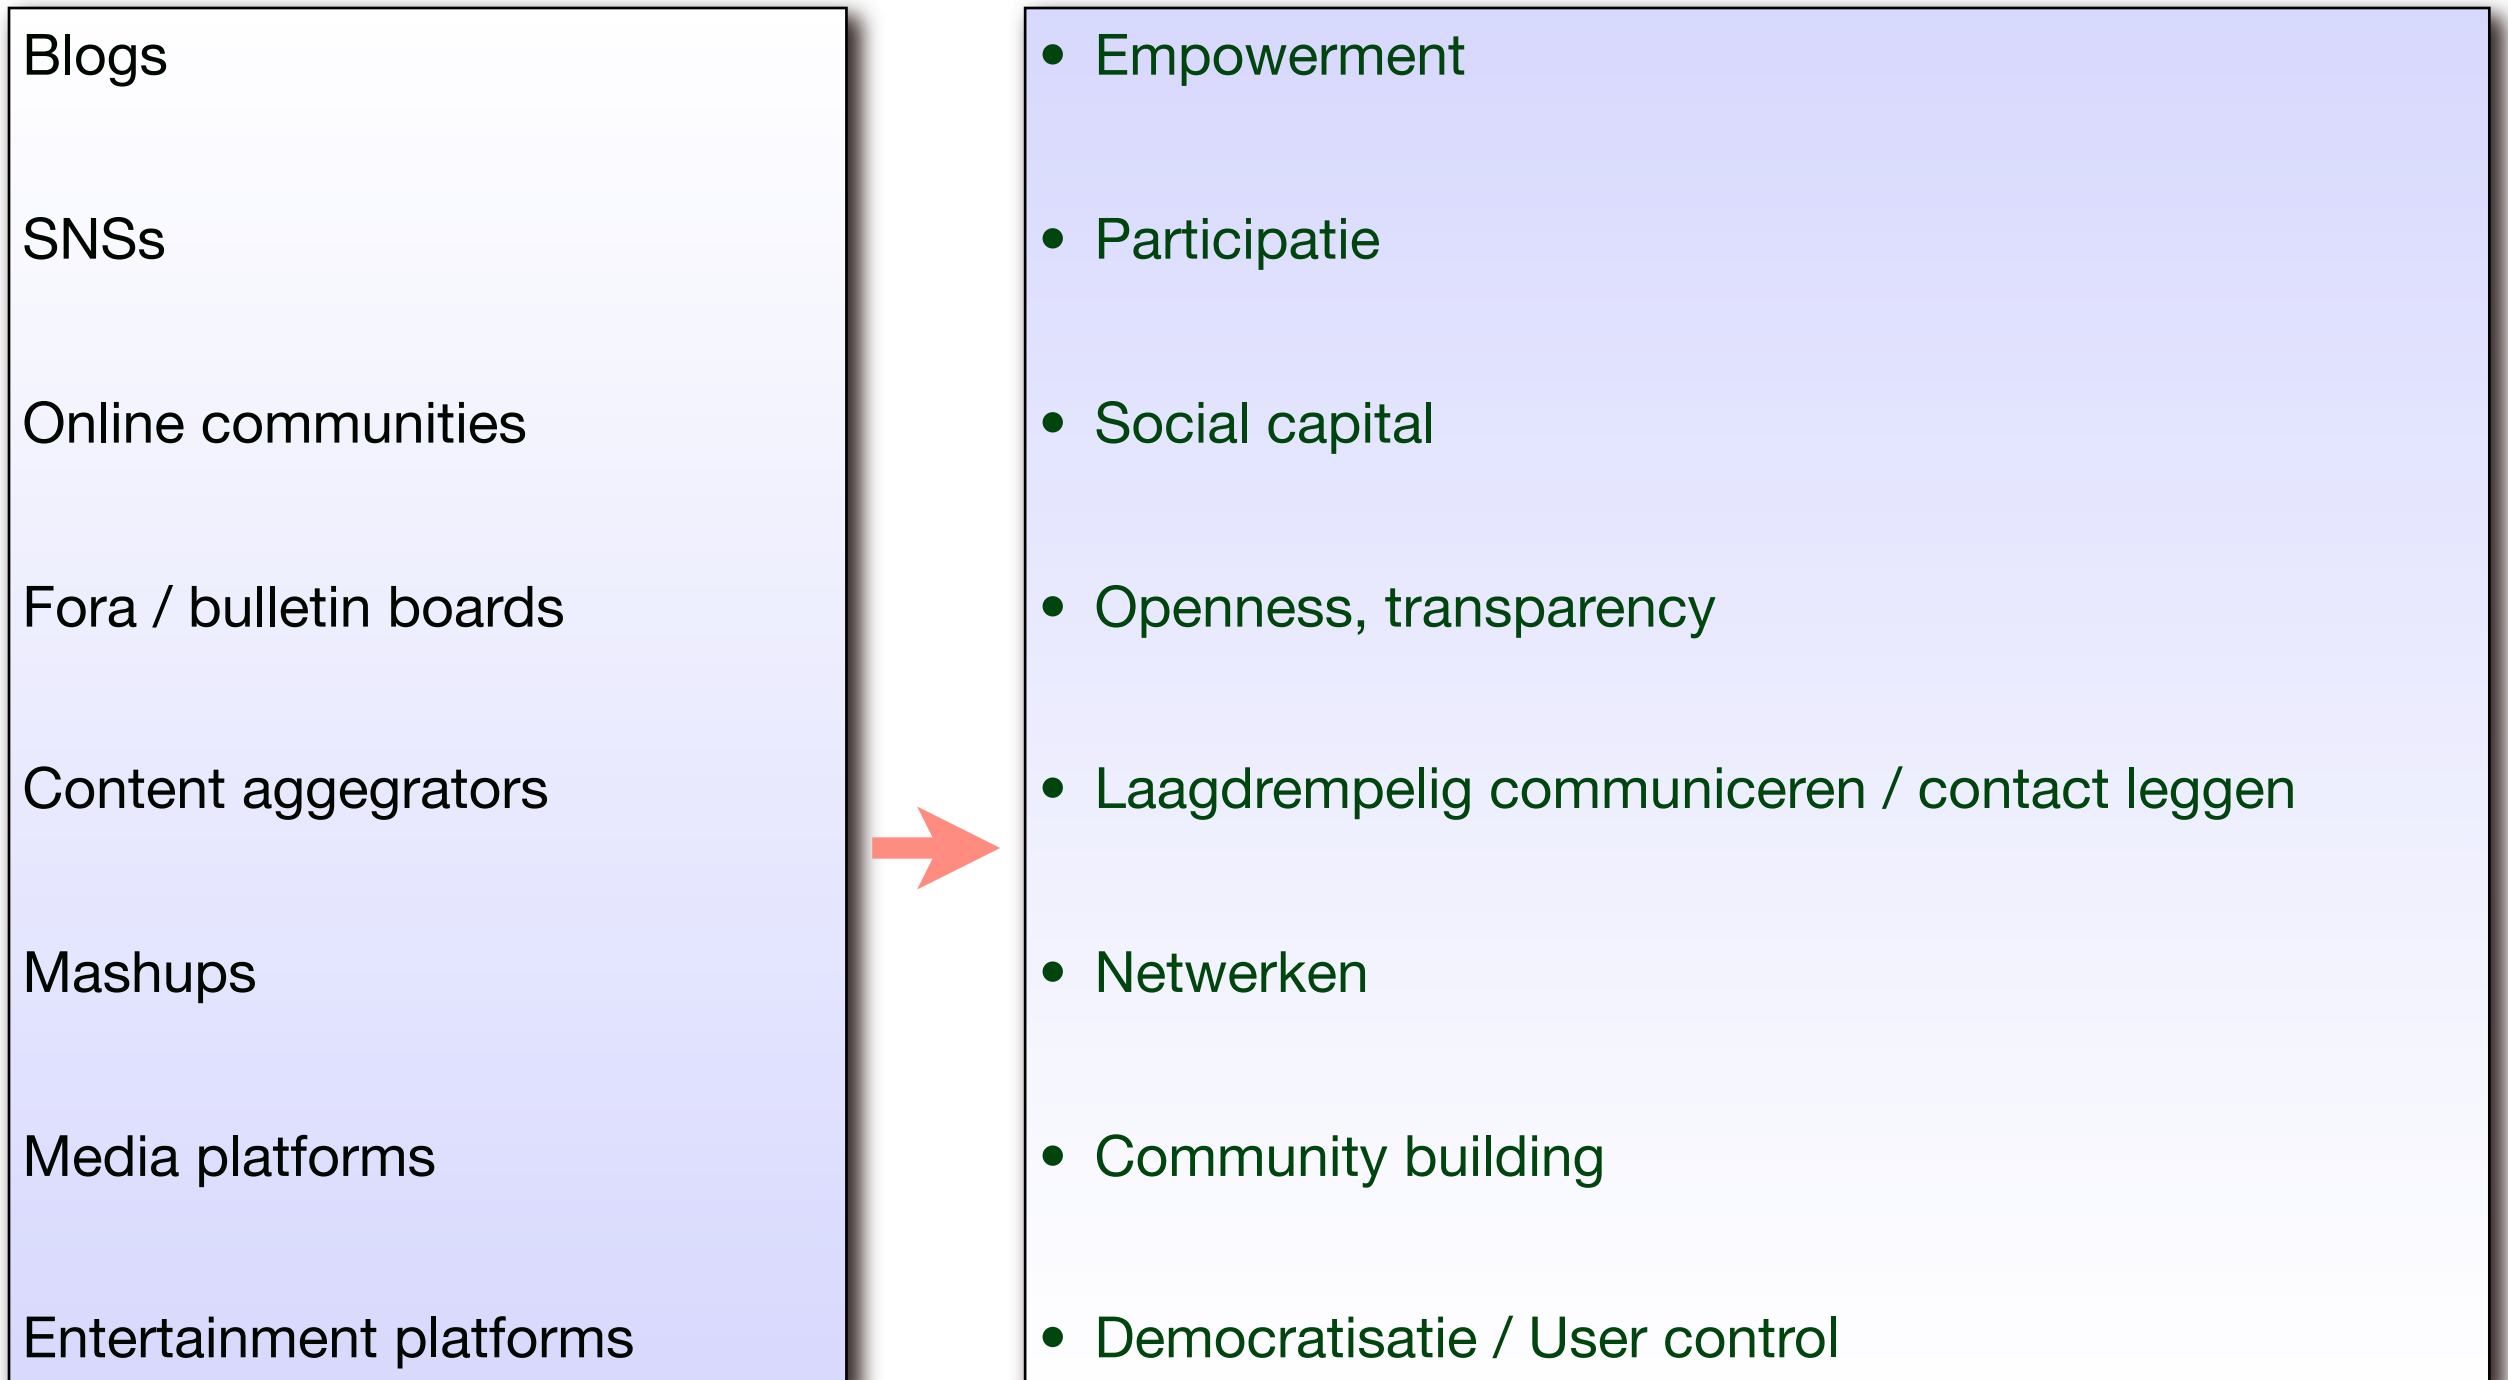 Blogs
SNSs
Online communities
Fora / bulletin boards
Content aggegrators
Mashups
Media platforms
Entertainment platforms
• Empowerment
• Participatie
• Social capital
• Openness, transparency
• Laagdrempelig communiceren / contact leggen
• Netwerken
• Community building
• Democratisatie / User control